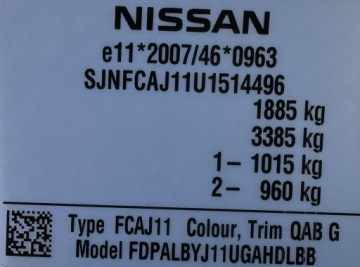 NISSAN
e11*2007/46*0963
SJNFCAJ11U1514496
1885 kg
3385 kg
1- 1015 kg
2- 960 kg
Type FCAJ11 Colour, Trim QAB G
Model FDPALBYJ11UGAHDLBB